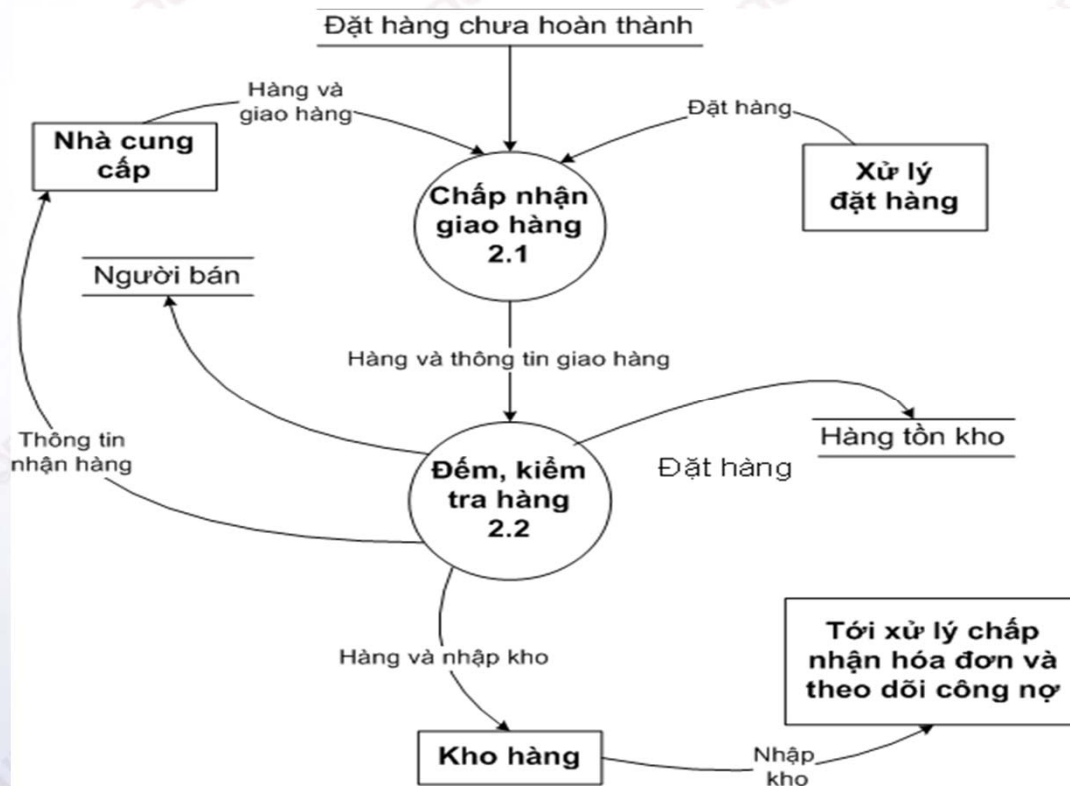 Đặt hàng chưa hoàn thành
Hàng và
giao hàng
Đặt hàng
Nhà cung
cấp
Xử lý
đặt hàng
Chấp nhận
giao hàng
2.1
Người bán
Hàng và thông tin giao hàng
Thông tin
nhận hàng
Hàng tồn kho
Đặt hàng
Đếm, kiểm
tra hàng
2.2
Hàng và nhập kho
Tới xử lý chấp
nhận hóa đơn và
theo dõi công nợ
Kho hàng
Nhập
kho